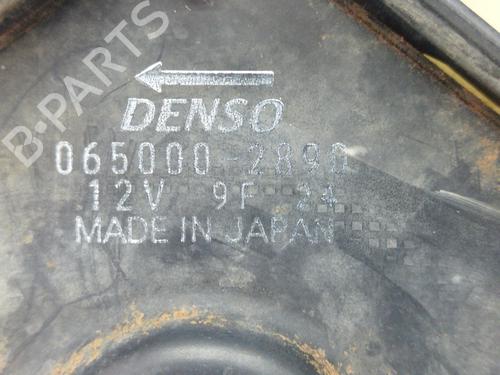 B-PARTS
DENSO
065000-2890
12V 9F 24
MADE IN JAPAN